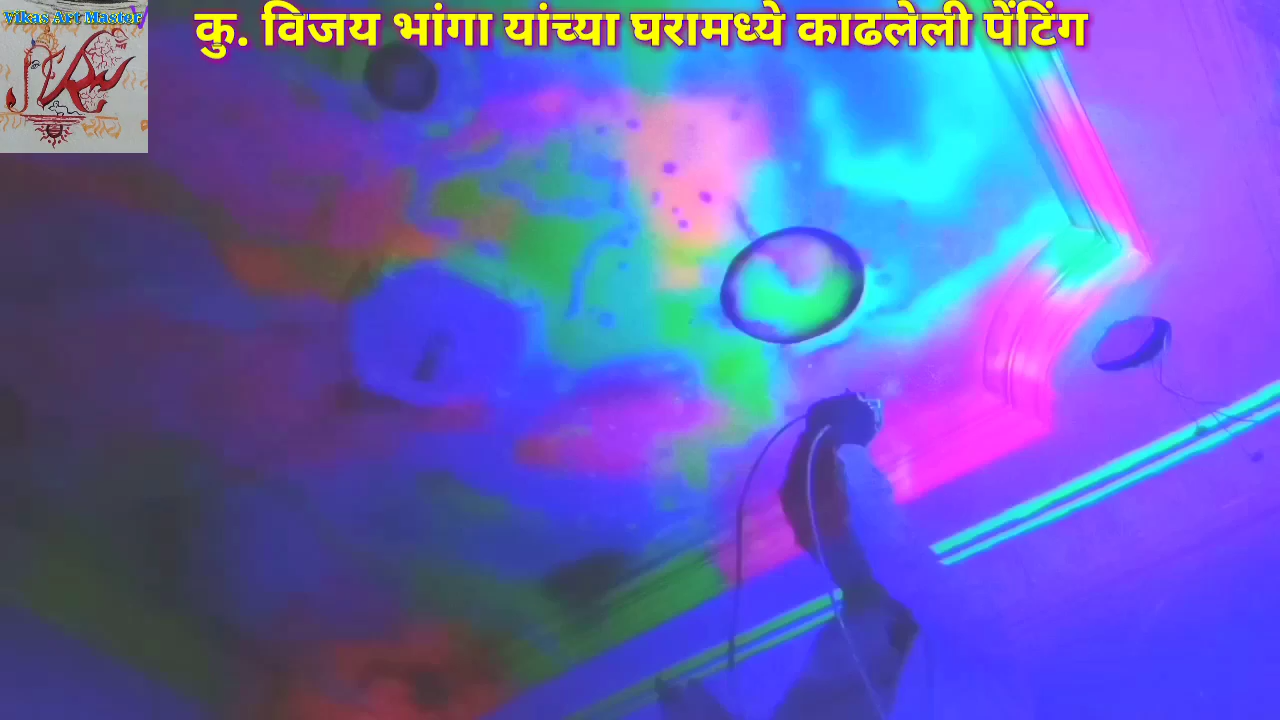 Vikas Art Master
कु. विजय भांगा यांच्या घरामध्ये काढलेली पेंटिंग